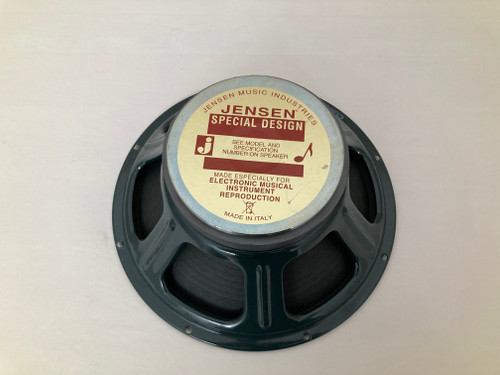 JENSEN MUSIC INDUSTRIES
JENSEN
SPECIAL DESIGN
j
SEE MODEL AND
SPECIFICATION
NUMBER ON SPEAKER
MADE ESPECIALLY FOR
ELECTRONIC MUSICAL
INSTRUMENT
REPRODUCTION
MADE IN ITALY